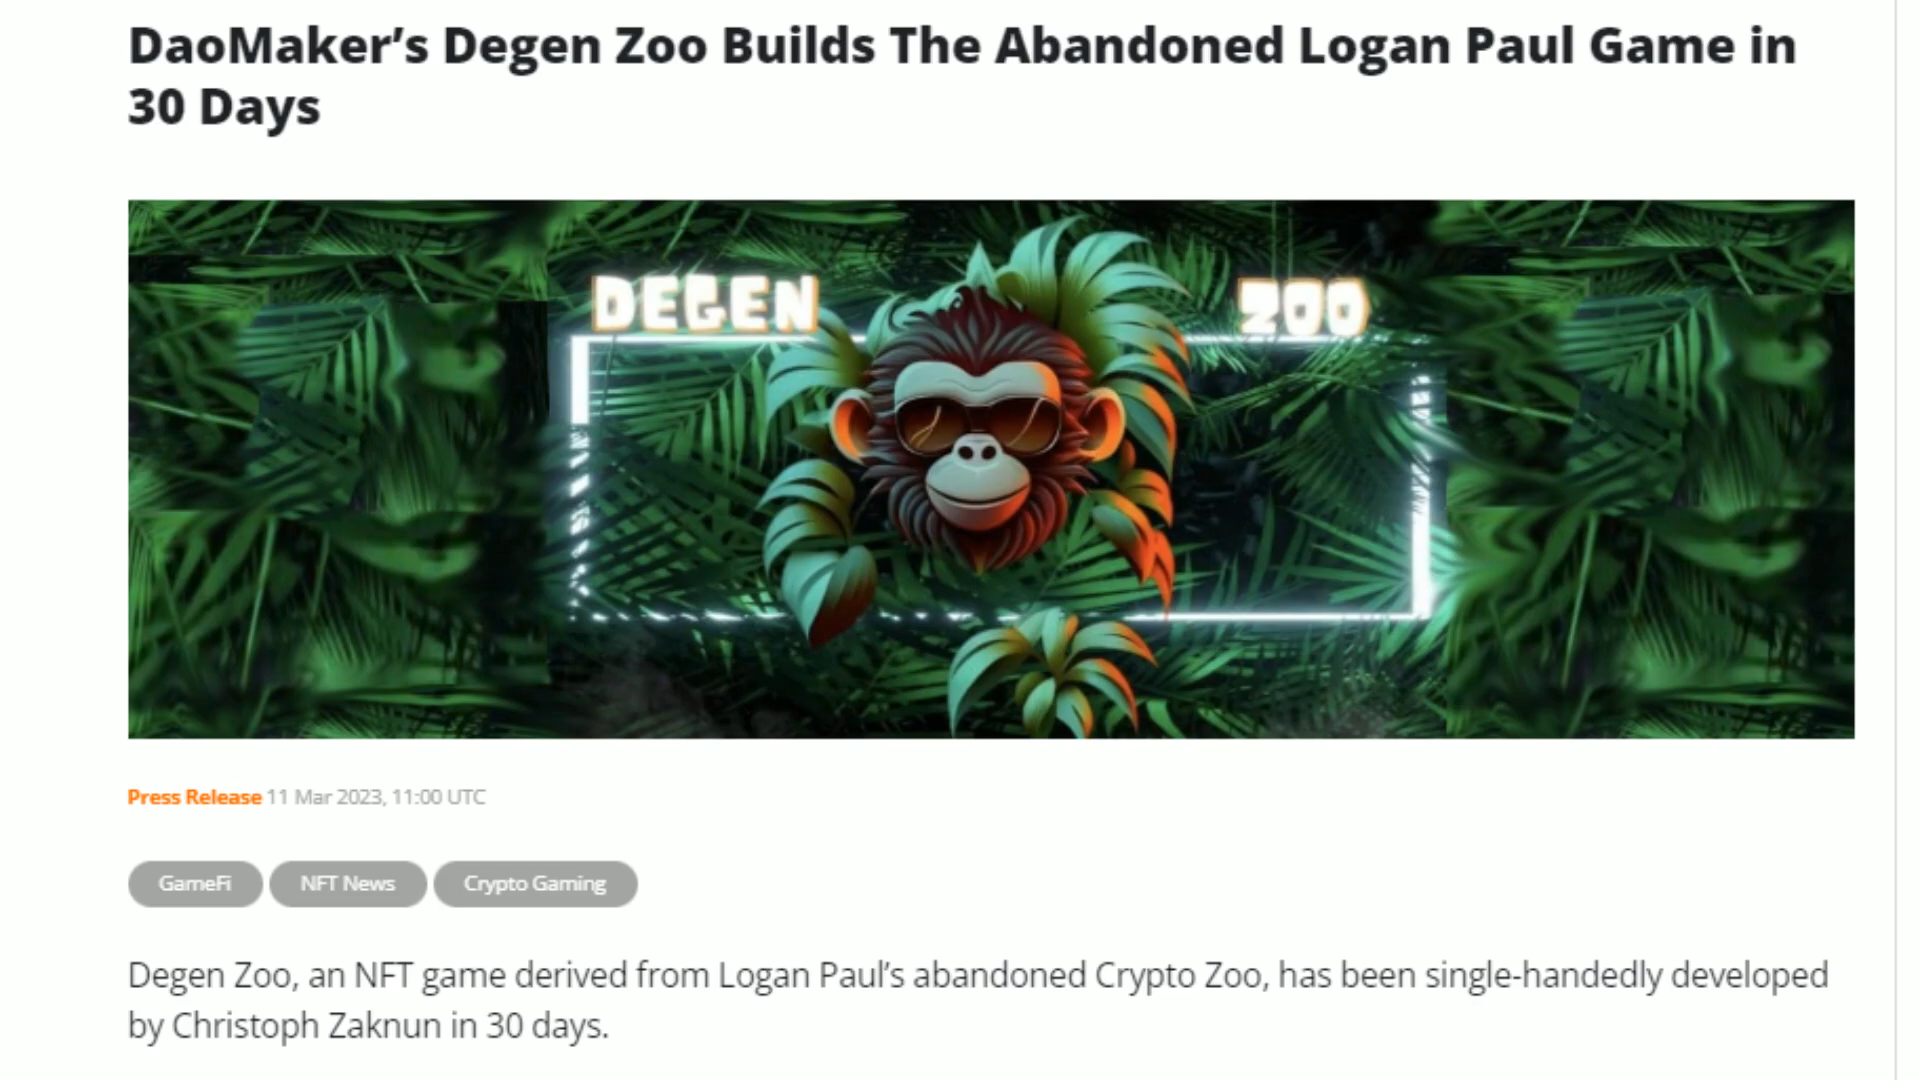 DaoMaker’s Degen Zoo Builds The Abandoned Logan Paul Game in
30 Days
DEGEN ZOO
Press Release 11 Mar 2023, 11:00 UTC
GameFi NFT News Crypto Gaming
Degen Zoo, an NFT game derived from Logan Paul’s abandoned Crypto Zoo, has been single-handedly developed
by Christoph Zaknun in 30 days.